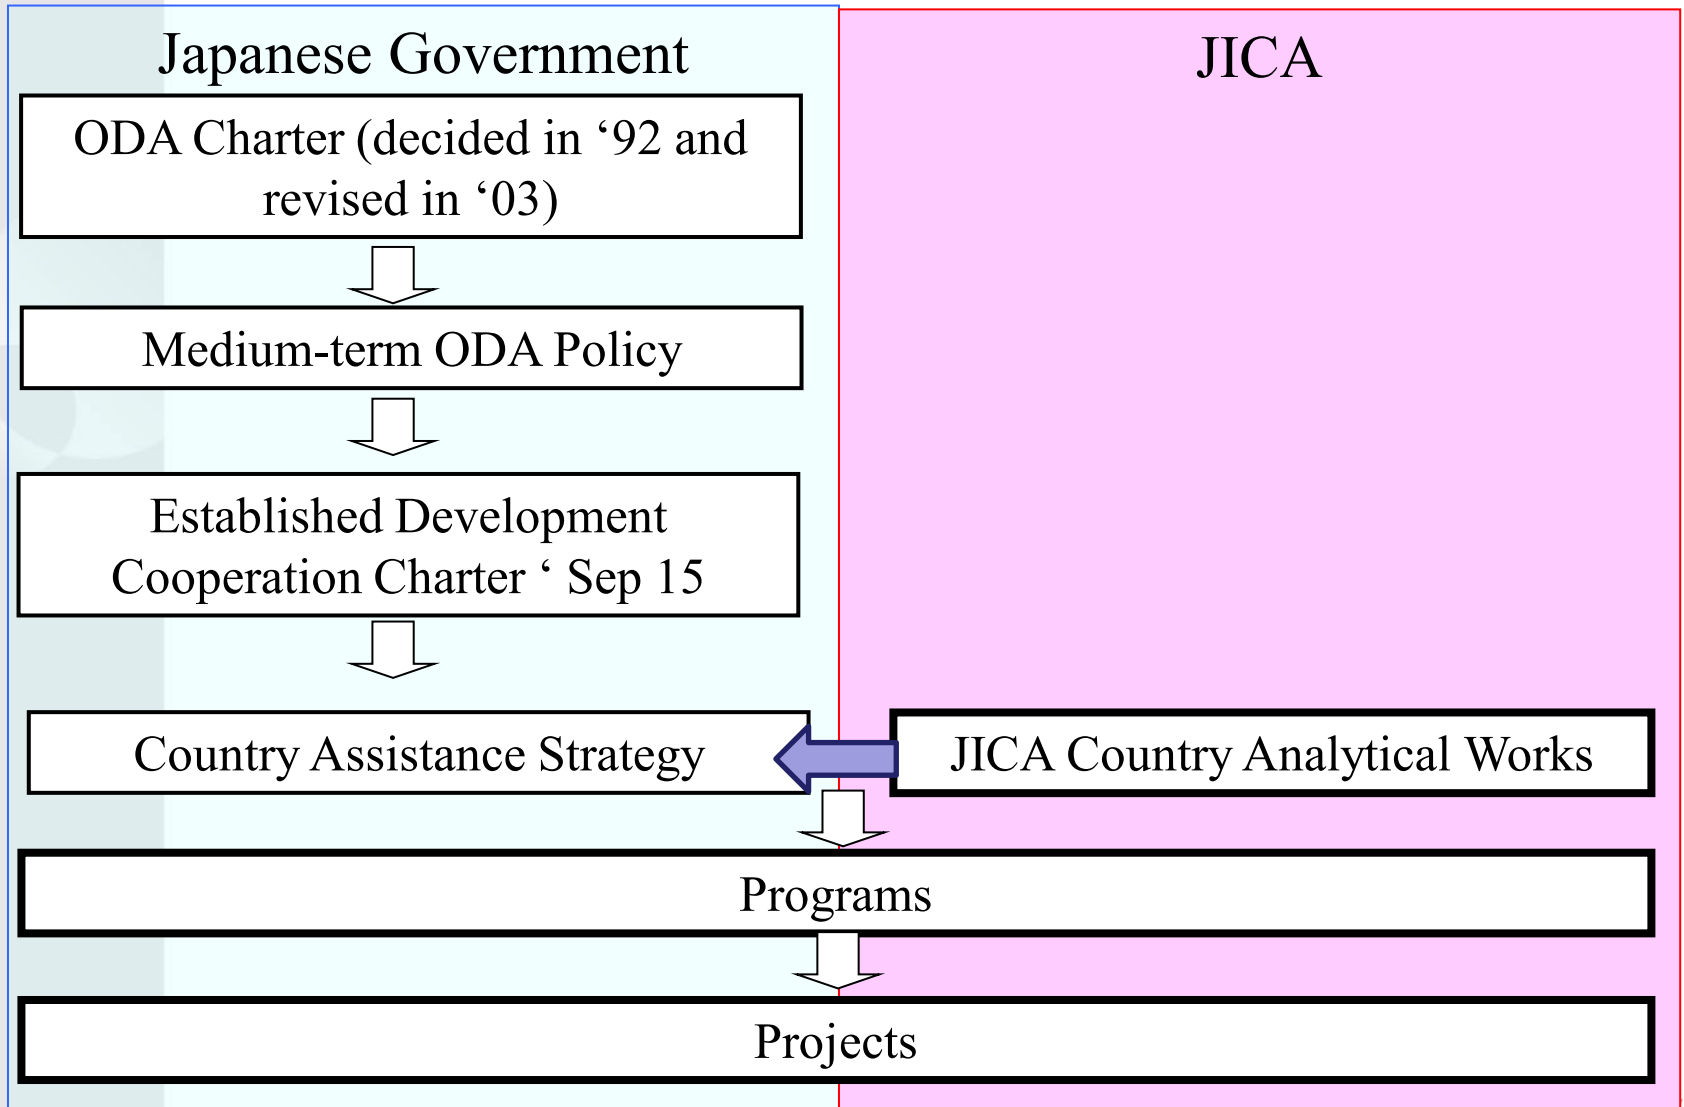 Japanese Government
JICA
ODA Charter (decided in ‘92 and
revised in ‘03)
Medium-term ODA Policy
Established Development
Cooperation Charter ‘ Sep 15
Country Assistance Strategy
JICA Country Analytical Works
Programs
Projects